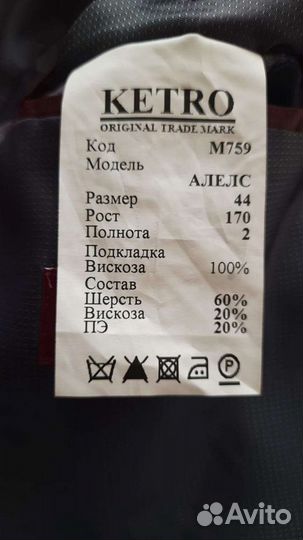 KETRO
ORIGINAL TRADE MARK
Код M759
Модель
АЛЕЛС
Размер 44
Рост 170
Полнота 2
Подкладка
Вискоза 100%
Состав
Шерсть 60%
Вискоза 20%
ПЭ 20%
P
Avito